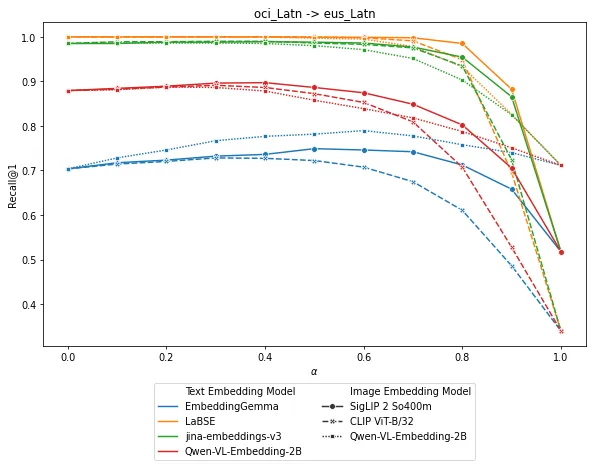 oci_Latn -> eus_Latn
1.0
0.9
0.8
0.7
0.6
0.5
0.4
Recall@1
0.0 0.2 0.4 0.6 0.8 1.0
α
Text Embedding Model
EmbeddingGemma
LaBSE
jina-embeddings-v3
Qwen-VL-Embedding-2B
Image Embedding Model
SigLIP 2 So400m
CLIP ViT-B/32
Qwen-VL-Embedding-2B